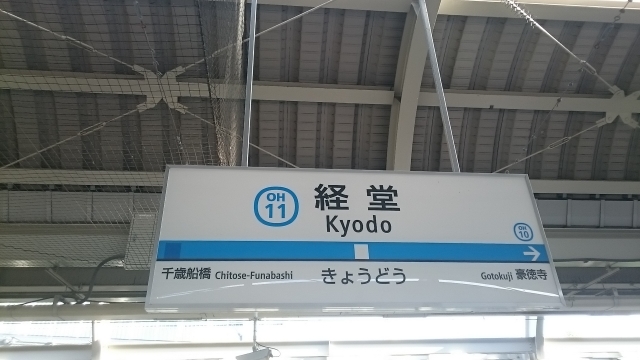 OH
11
経堂
Kyodo
OH
10
千歳船橋 Chitose-Funabashi
きょうどう
Gotokuji 豪徳寺